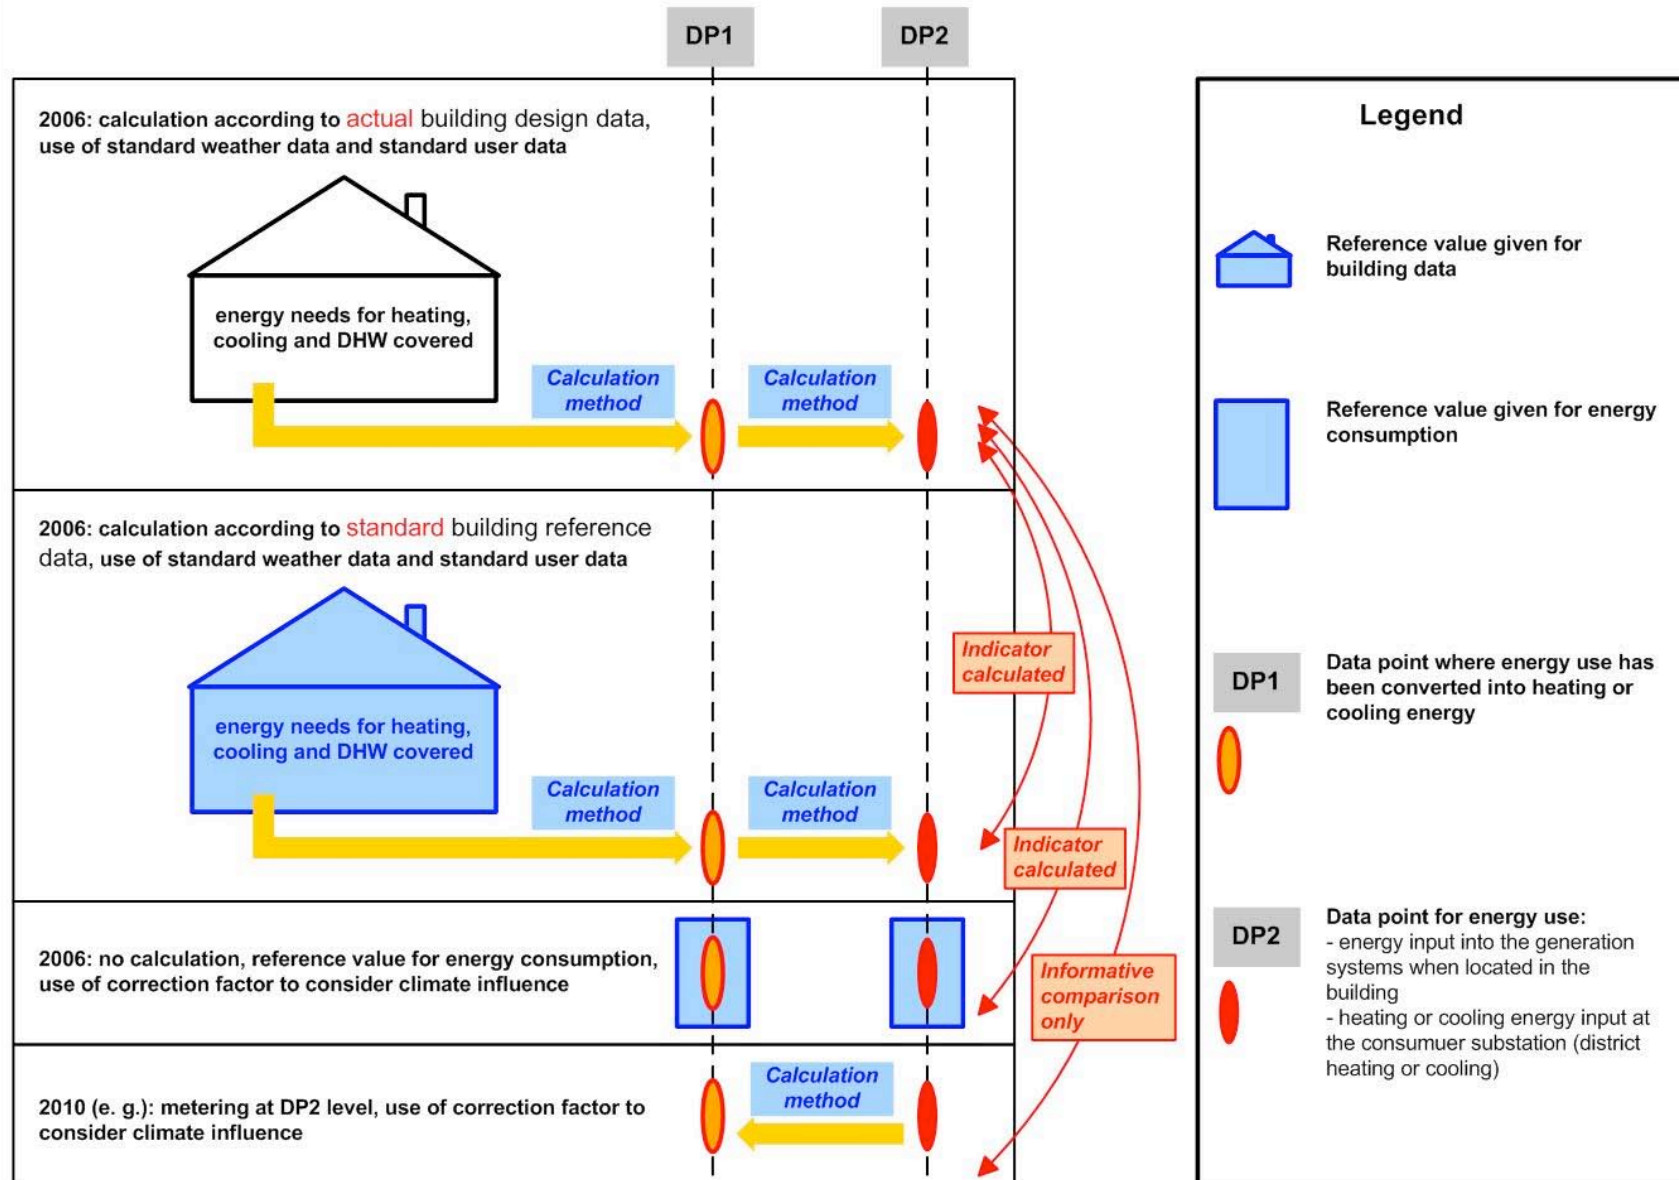 DP1
DP2
2006: calculation according to actual building design data,
use of standard weather data and standard user data
energy needs for heating,
cooling and DHW covered
Calculation
method
Calculation
method
2006: calculation according to standard building reference
data, use of standard weather data and standard user data
energy needs for heating,
cooling and DHW covered
Calculation
method
Calculation
method
Indicator
calculated
Indicator
calculated
2006: no calculation, reference value for energy consumption,
use of correction factor to consider climate influence
Informative
comparison
only
2010 (e. g.): metering at DP2 level, use of correction factor to
consider climate influence
Calculation
method
Legend
Reference value given for
building data
Reference value given for energy
consumption
DP1
Data point where energy use has
been converted into heating or
cooling energy
DP2
Data point for energy use:
- energy input into the generation
systems when located in the
building
- heating or cooling energy input at
the consumuer substation (district
heating or cooling)